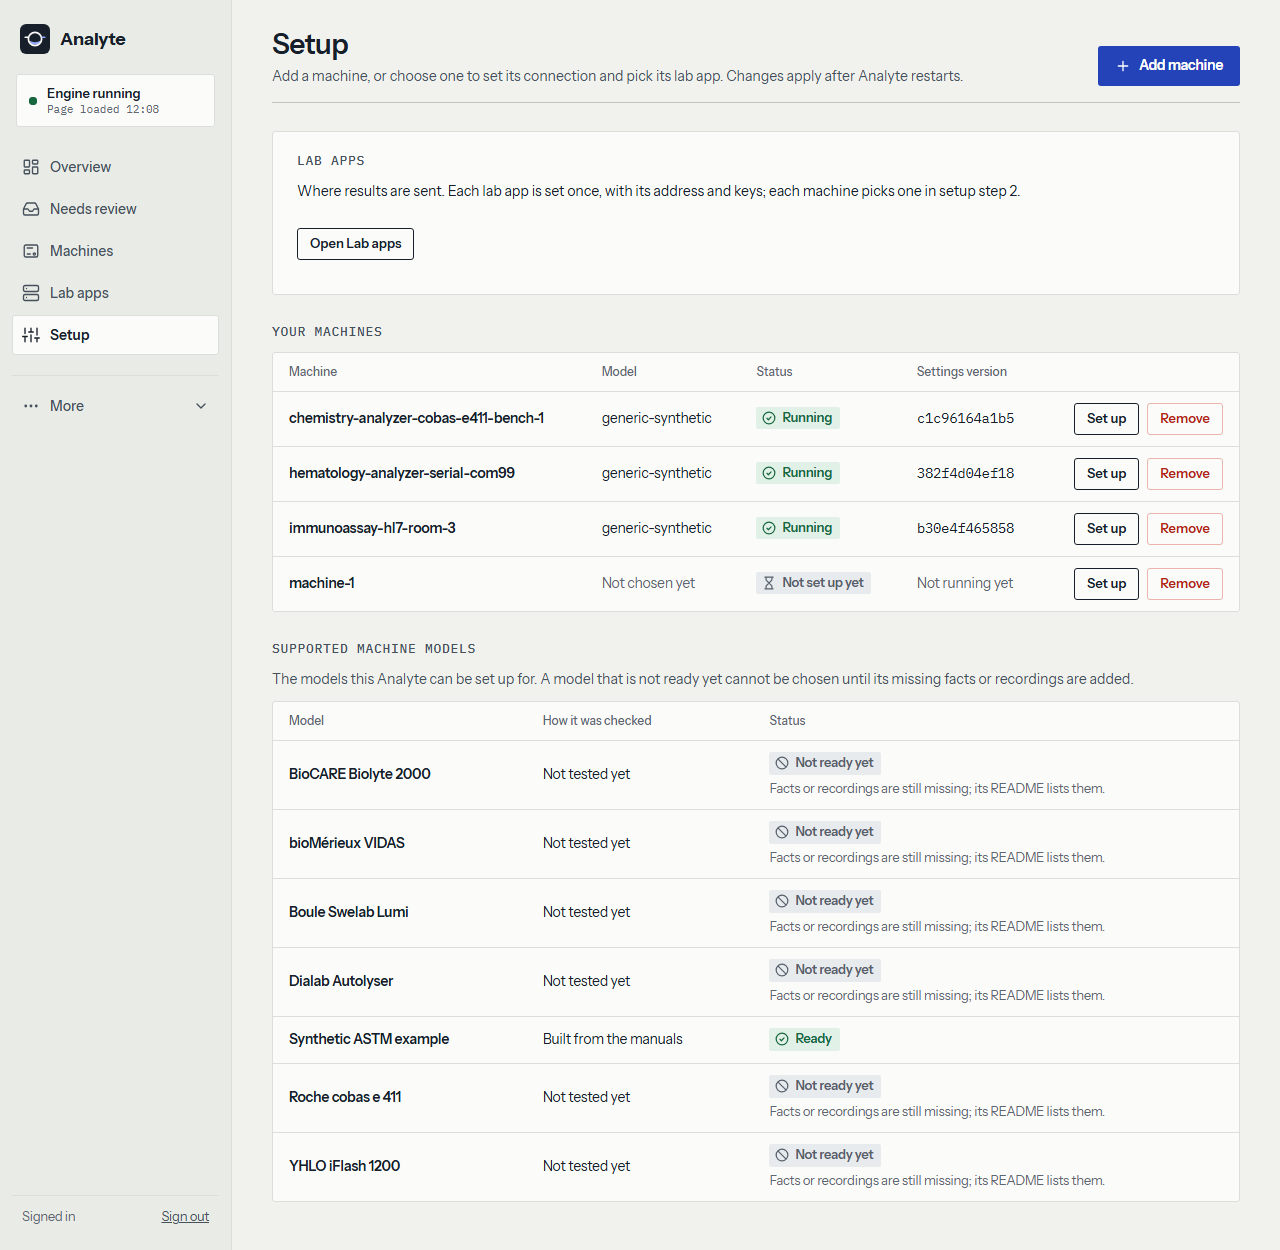 Analyte
Engine running
Page loaded 12:08
Overview
Needs review
Machines
Lab apps
Setup
More
Signed in
Sign out
Setup
Add a machine, or choose one to set its connection and pick its lab app. Changes apply after Analyte restarts.
Add machine
LAB APPS
Where results are sent. Each lab app is set once, with its address and keys; each machine picks one in setup step 2.
Open Lab apps
YOUR MACHINES
Machine Model Status Settings version
chemistry-analyzer-cobas-e411-bench-1 generic-synthetic Running c1c96164a1b5 Set up Remove
hematology-analyzer-serial-com99 generic-synthetic Running 382f4d04ef18 Set up Remove
immunoassay-hl7-room-3 generic-synthetic Running b30e4f465858 Set up Remove
machine-1 Not chosen yet Not set up yet Not running yet Set up Remove
SUPPORTED MACHINE MODELS
The models this Analyte can be set up for. A model that is not ready yet cannot be chosen until its missing facts or recordings are added.
Model How it was checked Status
BioCARE Biolyte 2000 Not tested yet Not ready yet
Facts or recordings are still missing; its README lists them.
bioMérieux VIDAS Not tested yet Not ready yet
Facts or recordings are still missing; its README lists them.
Boule Swelab Lumi Not tested yet Not ready yet
Facts or recordings are still missing; its README lists them.
Dialab Autolyser Not tested yet Not ready yet
Facts or recordings are still missing; its README lists them.
Synthetic ASTM example Built from the manuals Ready
Roche cobas e 411 Not tested yet Not ready yet
Facts or recordings are still missing; its README lists them.
YHLO iFlash 1200 Not tested yet Not ready yet
Facts or recordings are still missing; its README lists them.